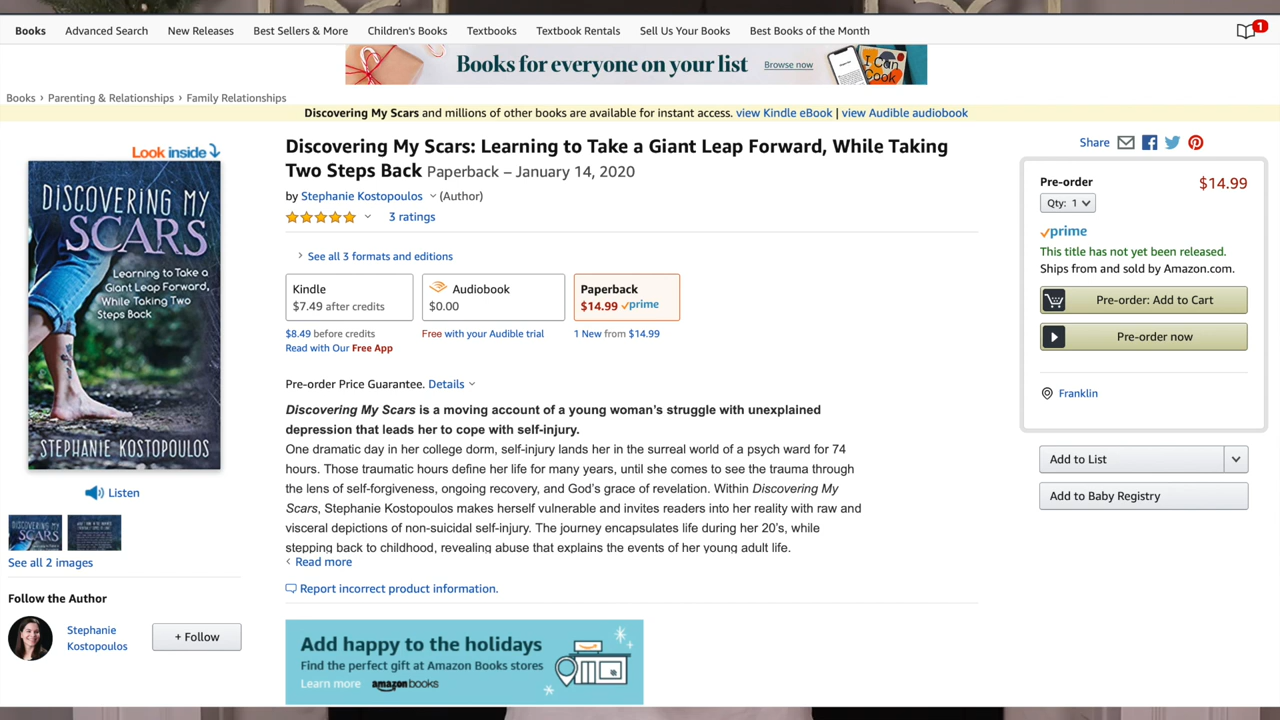 Books Advanced Search New Releases Best Sellers & More Children's Books Textbooks Textbook Rentals Sell Us Your Books Best Books of the Month
1
Books for everyone on your list Browse now
I Can Cook
Books › Parenting & Relationships › Family Relationships
Discovering My Scars and millions of other books are available for instant access. view Kindle eBook | view Audible audiobook
Look inside
DISCOVERING MY
SCARS
Learning to Take a
Giant Leap Forward,
While Taking Two
Steps Back
STEPHANIE KOSTOPOULOS
Listen
DISCOVERING MY
SCARS
See all 2 images
Follow the Author
Stephanie
Kostopoulos
+ Follow
Discovering My Scars: Learning to Take a Giant Leap Forward, While Taking
Two Steps Back Paperback – January 14, 2020
by Stephanie Kostopoulos (Author)
3 ratings
See all 3 formats and editions
Kindle
$7.49 after credits
Audiobook
$0.00
Paperback
$14.99 prime
$8.49 before credits
Read with Our Free App
Free with your Audible trial
1 New from $14.99
Pre-order Price Guarantee. Details
Discovering My Scars is a moving account of a young woman's struggle with unexplained
depression that leads her to cope with self-injury.
One dramatic day in her college dorm, self-injury lands her in the surreal world of a psych ward for 74
hours. Those traumatic hours define her life for many years, until she comes to see the trauma through
the lens of self-forgiveness, ongoing recovery, and God's grace of revelation. Within Discovering My
Scars, Stephanie Kostopoulos makes herself vulnerable and invites readers into her reality with raw and
visceral depictions of non-suicidal self-injury. The journey encapsulates life during her 20's, while
stepping back to childhood, revealing abuse that explains the events of her young adult life.
‹ Read more
Report incorrect product information.
Add happy to the holidays
Find the perfect gift at Amazon Books stores
Learn more amazonbooks
Share
Pre-order $14.99
Qty: 1
prime
This title has not yet been released.
Ships from and sold by Amazon.com.
Pre-order: Add to Cart
Pre-order now
Franklin
Add to List
Add to Baby Registry